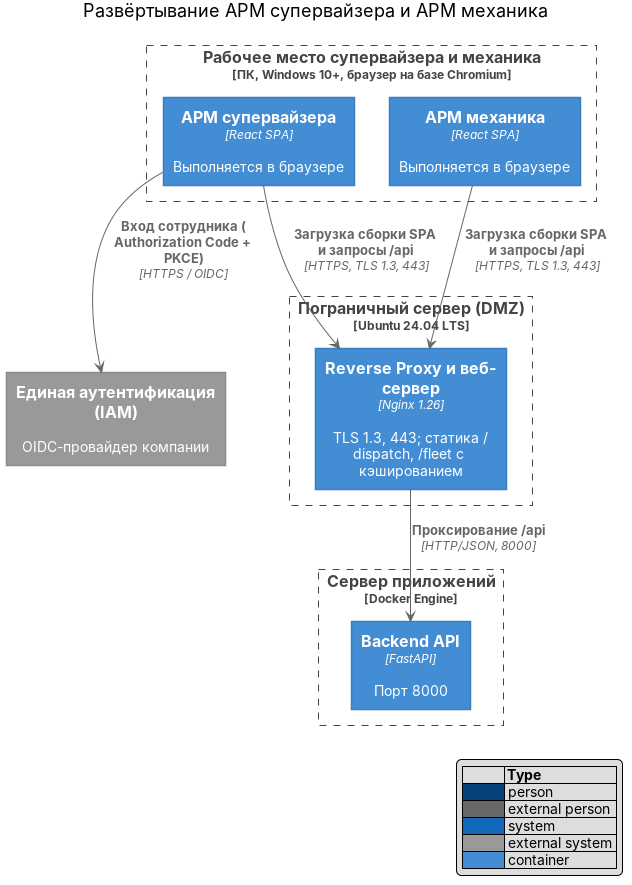 Развёртывание АРМ супервайзера и АРМ механика
Рабочее место супервайзера и механика
[ПК, Windows 10+, браузер на базе Chromium]
АРМ супервайзера
[React SPA]
Выполняется в браузере
АРМ механика
[React SPA]
Выполняется в браузере
Вход сотрудника (
Authorization Code +
PKCE)
[HTTPS / OIDC]
Загрузка сборки SPA
и запросы /api
[HTTPS, TLS 1.3, 443]
Загрузка сборки SPA
и запросы /api
[HTTPS, TLS 1.3, 443]
Пограничный сервер (DMZ)
[Ubuntu 24.04 LTS]
Reverse Proxy и веб-
сервер
[Nginx 1.26]
TLS 1.3, 443; статика /
dispatch, /fleet с
кэшированием
Единая аутентификация
(IAM)
OIDC-провайдер компании
Проксирование /api
[HTTP/JSON, 8000]
Сервер приложений
[Docker Engine]
Backend API
[FastAPI]
Порт 8000
Type
person
external person
system
external system
container